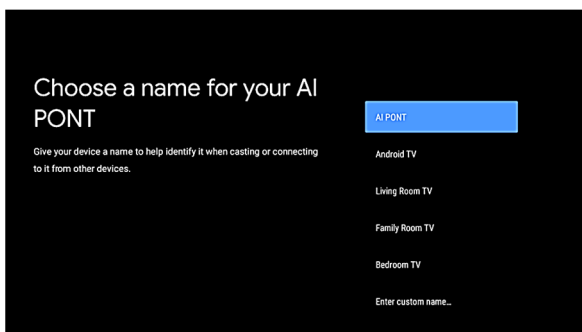 Choose a name for your AI
PONT
Give your device a name to help identify it when casting or connecting
to it from other devices.
AI PONT
Android TV
Living Room TV
Family Room TV
Bedroom TV
Enter custom name...